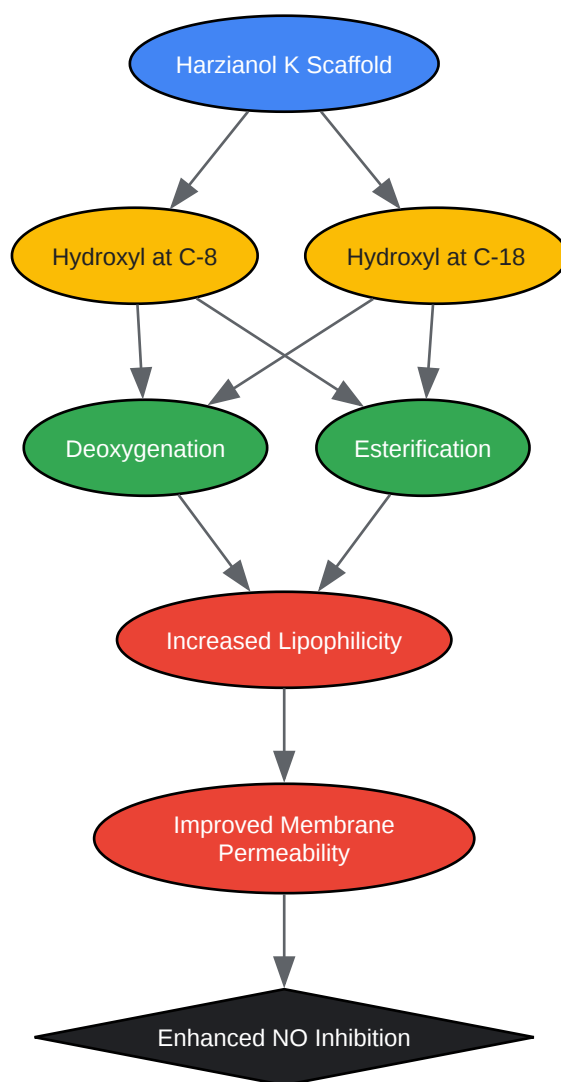 Harzianol K Scaffold
Hydroxyl at C-8
Hydroxyl at C-18
Deoxygenation
Esterification
Increased Lipophilicity
Improved Membrane
Permeability
Enhanced NO Inhibition